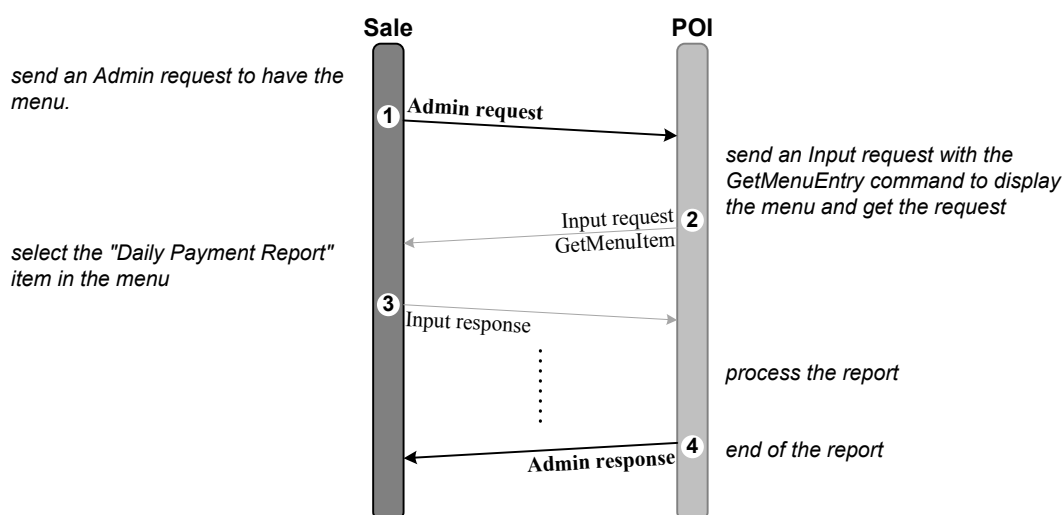 Sale
POI
send an Admin request to have the
menu.
1
Admin request
send an Input request with the
GetMenuEntry command to display
the menu and get the request
Input request
2
GetMenuItem
select the "Daily Payment Report"
item in the menu
3
Input response
process the report
4
Admin response
end of the report